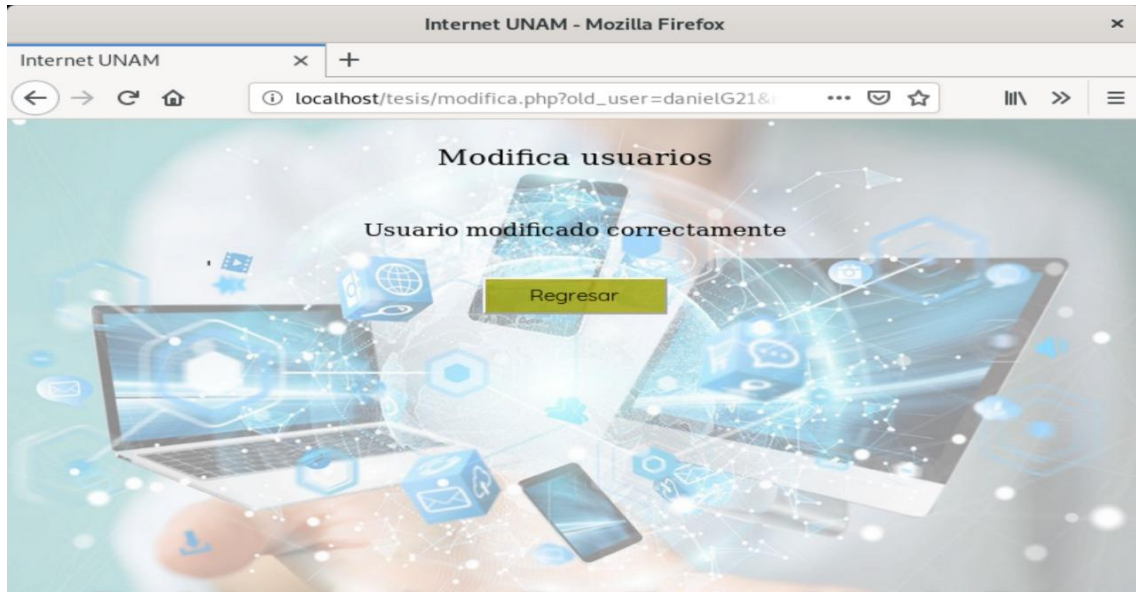 Internet UNAM - Mozilla Firefox
Internet UNAM
localhost/tesis/modifica.php?old_user=danielG21&
Modifica usuarios
Usuario modificado correctamente
Regresar